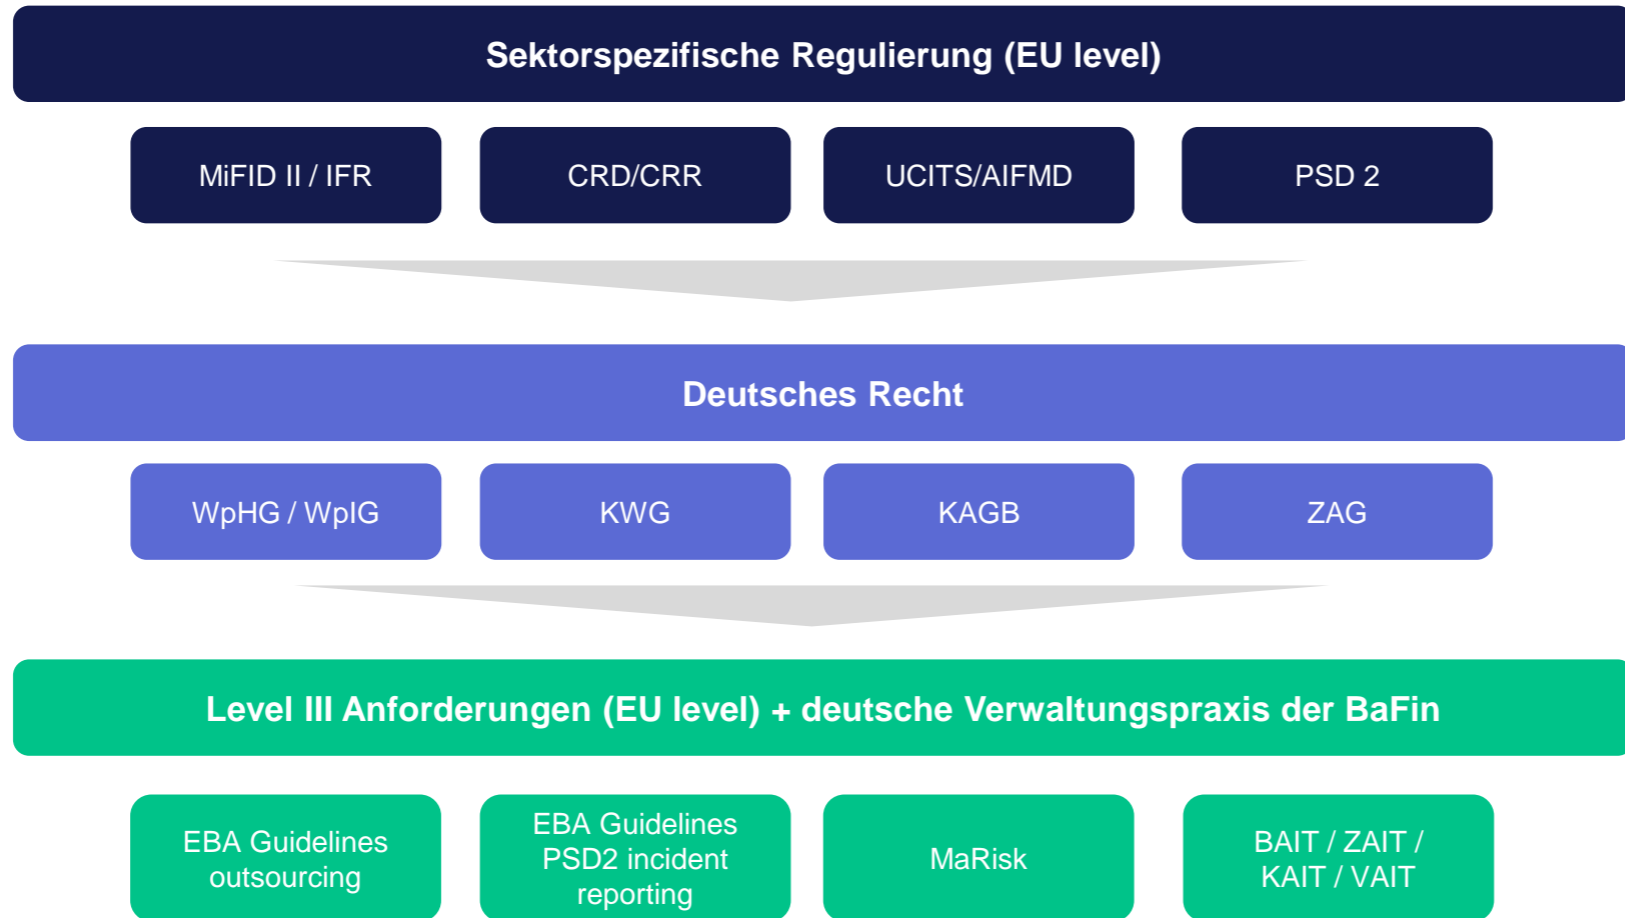 Sektorspezifische Regulierung (EU level)
MiFID II / IFR
CRD/CRR
UCITS/AIFMD
PSD 2
Deutsches Recht
WpHG / WpIG
KWG
KAGB
ZAG
Level III Anforderungen (EU level) + deutsche Verwaltungspraxis der BaFin
EBA Guidelines
outsourcing
EBA Guidelines
PSD2 incident
reporting
MaRisk
BAIT / ZAIT /
KAIT / VAIT